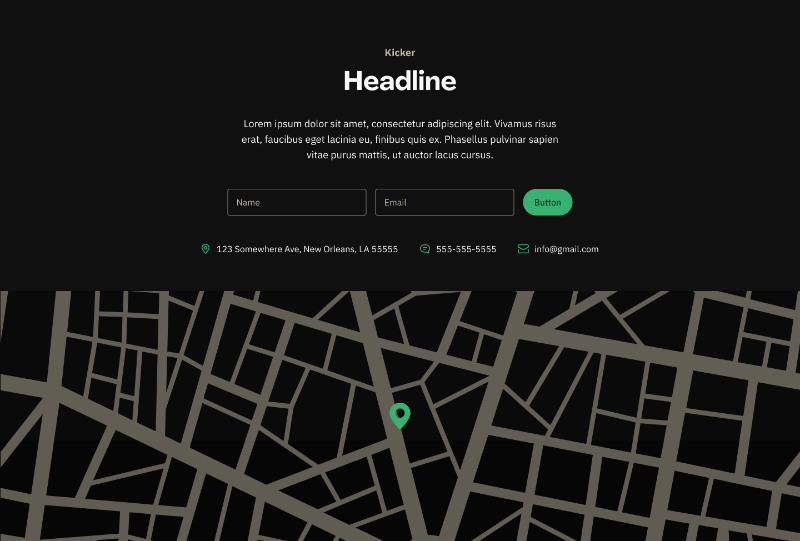 Kicker
Headline
Lorem ipsum dolor sit amet, consectetur adipiscing elit. Vivamus risus
erat, faucibus eget lacinia eu, finibus quis ex. Phasellus pulvinar sapien
vitae purus mattis, ut auctor lacus cursus.
Name
Email
Button
123 Somewhere Ave, New Orleans, LA 55555
555-555-5555
info@gmail.com